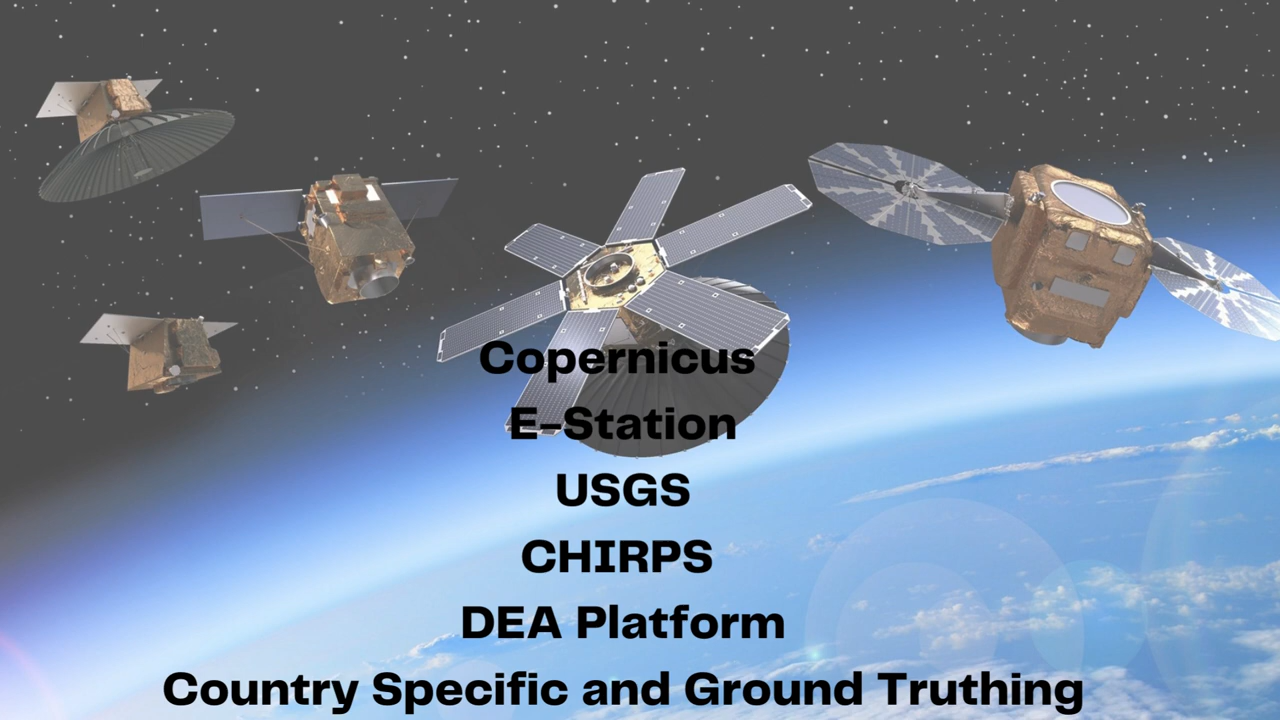 Copernicus
E-Station
USGS
CHIRPS
DEA Platform
Country Specific and Ground Truthing